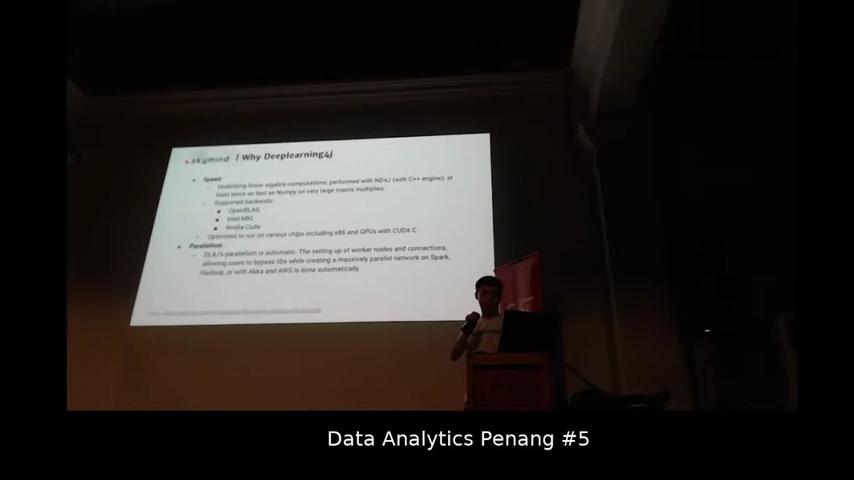 skymind | Why Deeplearning4j
Speed
Underlying linear algebra computations, performed with ND4J (with C++ engine), at
least twice as fast as Numpy on very large matrix multiplies.
Supported backends:
OpenBLAS,
Intel MKL
Nvidia Cuda
Optimized to run on various chips including x86 and GPUs with CUDA C
Parallelism
DL4J's parallelism is automatic. The setting up of worker nodes and connections,
allowing users to bypass libs while creating a massively parallel network on Spark,
Hadoop, or with Akka and AWS is done automatically
Data Analytics Penang #5